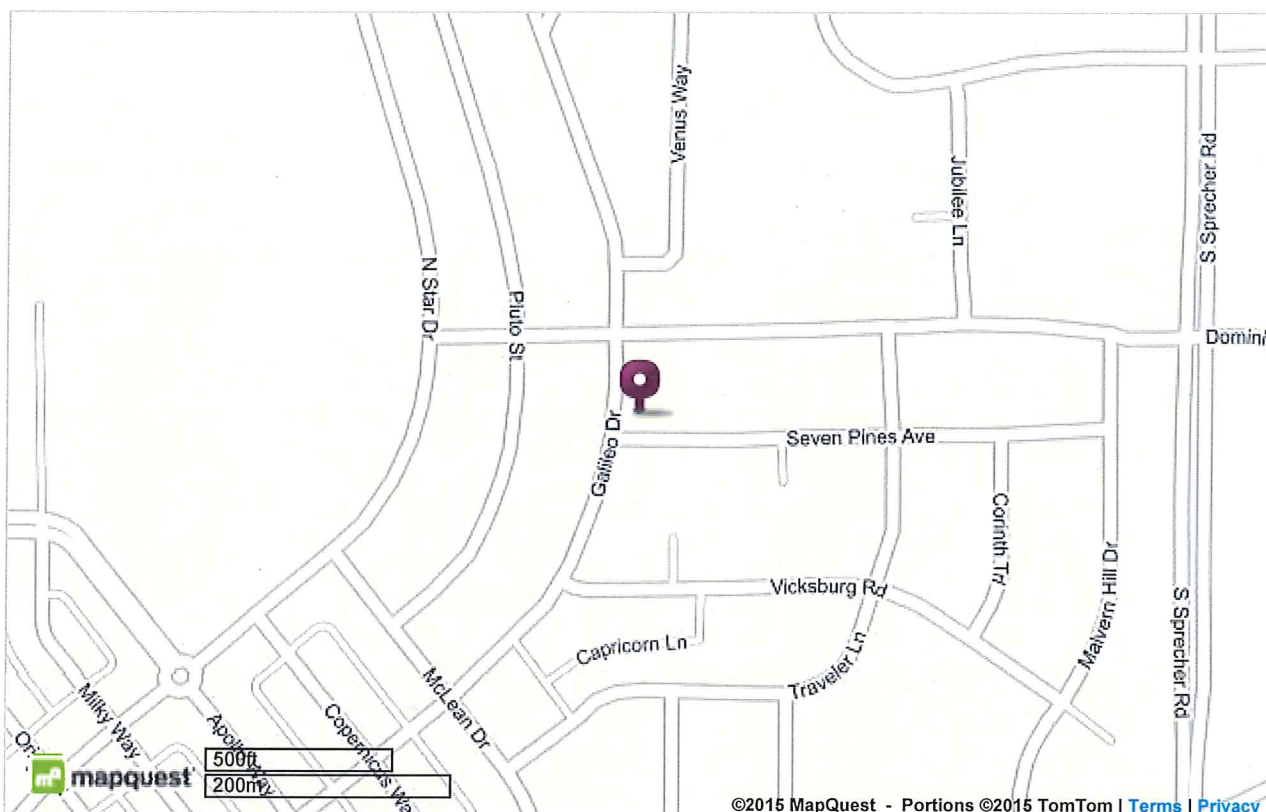 Venus Way
S Sprecher Rd
Jubilee Ln
N Star Dr
Pluto St
Domini
Galileo Dr
Seven Pines Ave
Corinth Trl
Malvern Hill Dr
Vicksburg Rd
S Sprecher Rd
Capricorn Ln
Traveler Ln
McLean Dr
Milky Way
Apollo Way
Copernicus Wa
mapquest
500ft
200m
©2015 MapQuest - Portions ©2015 TomTom | Terms | Privacy